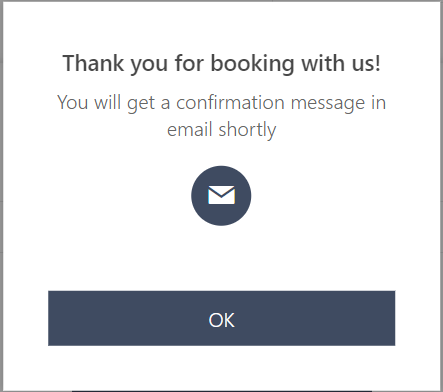 Thank you for booking with us!
You will get a confirmation message in
email shortly
OK